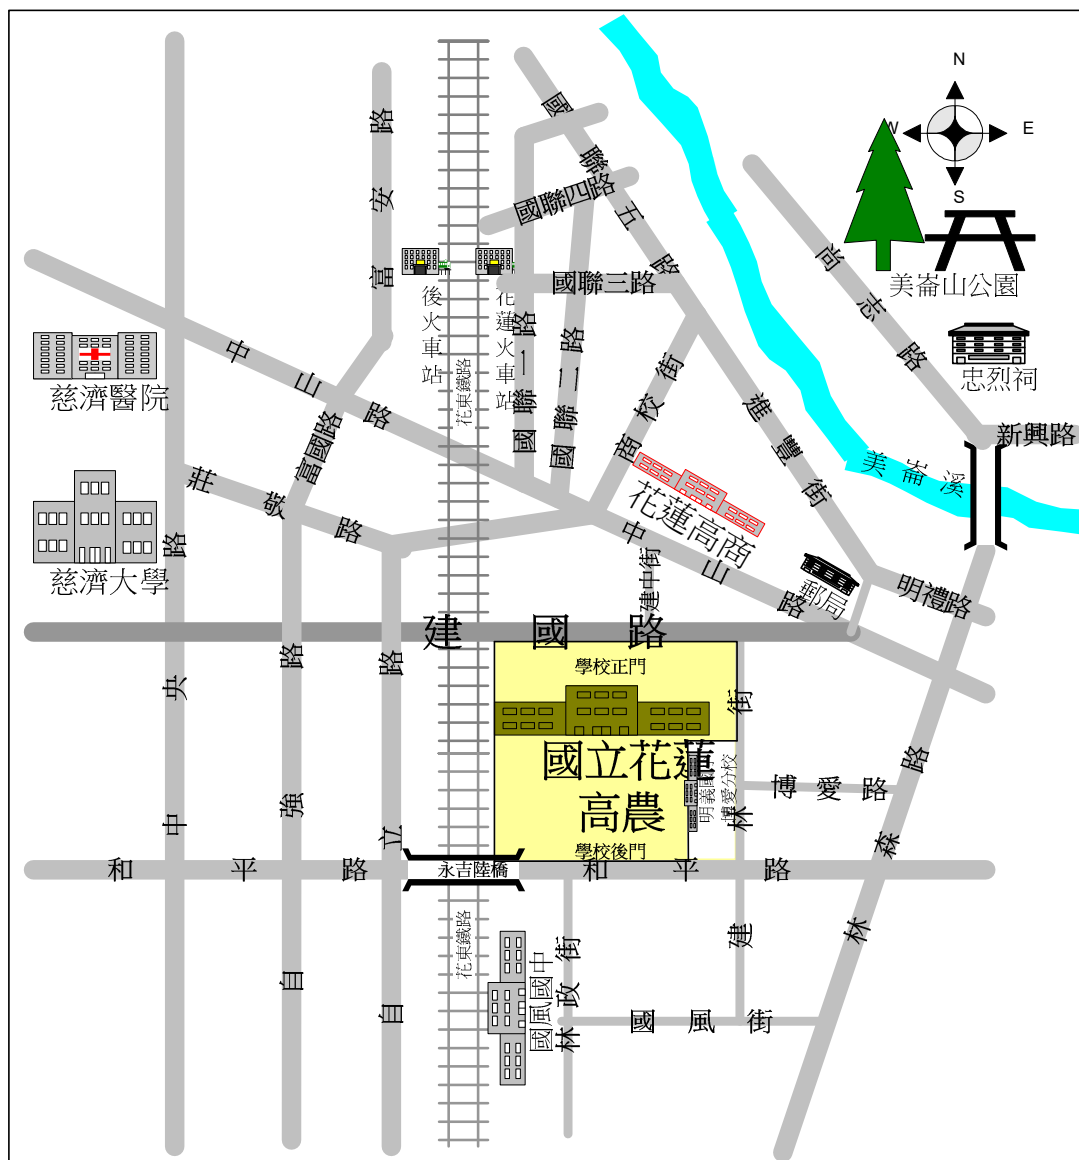 N
W
E
S
美崙山公園
忠烈祠
新興路
尚志路
美崙溪
國聯五路
國聯四路
國聯三路
國聯一路
國聯二路
富安路
後火車站
花蓮火車站
花東鐵路
中山路
慈濟醫院
富國路
商校街
進豐街
莊敬路
花蓮高商
慈濟大學
中山路
建中街
郵局
明禮路
建國路
中央路
自強路
自立路
學校正門
國立花蓮
高農
學校後門
明義國小
博愛分校
建林街
博愛路
林森路
和平路
永吉陸橋
和平路
花東鐵路
國風國中
林政街
國風街